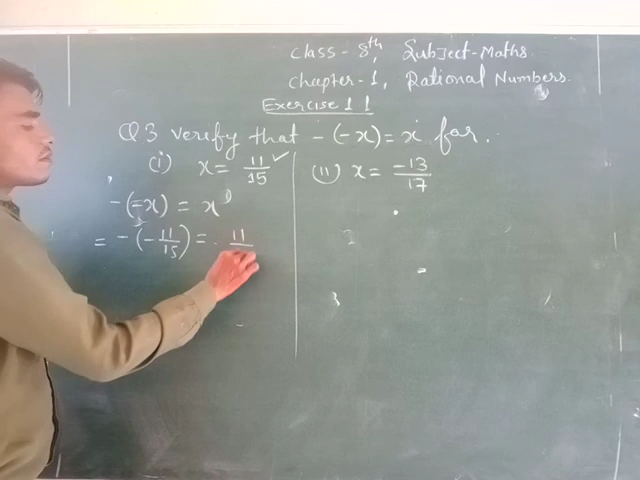 Class - 8th, Subject-Maths.
Chapter-1, Rational Numbers.
Exercise 1.1
Q3 verify that - (-x) = x for.
(i) x = 11/15 ✓
(ii) x = -13/17
-(-x) = x
= -(-11/15) = 11